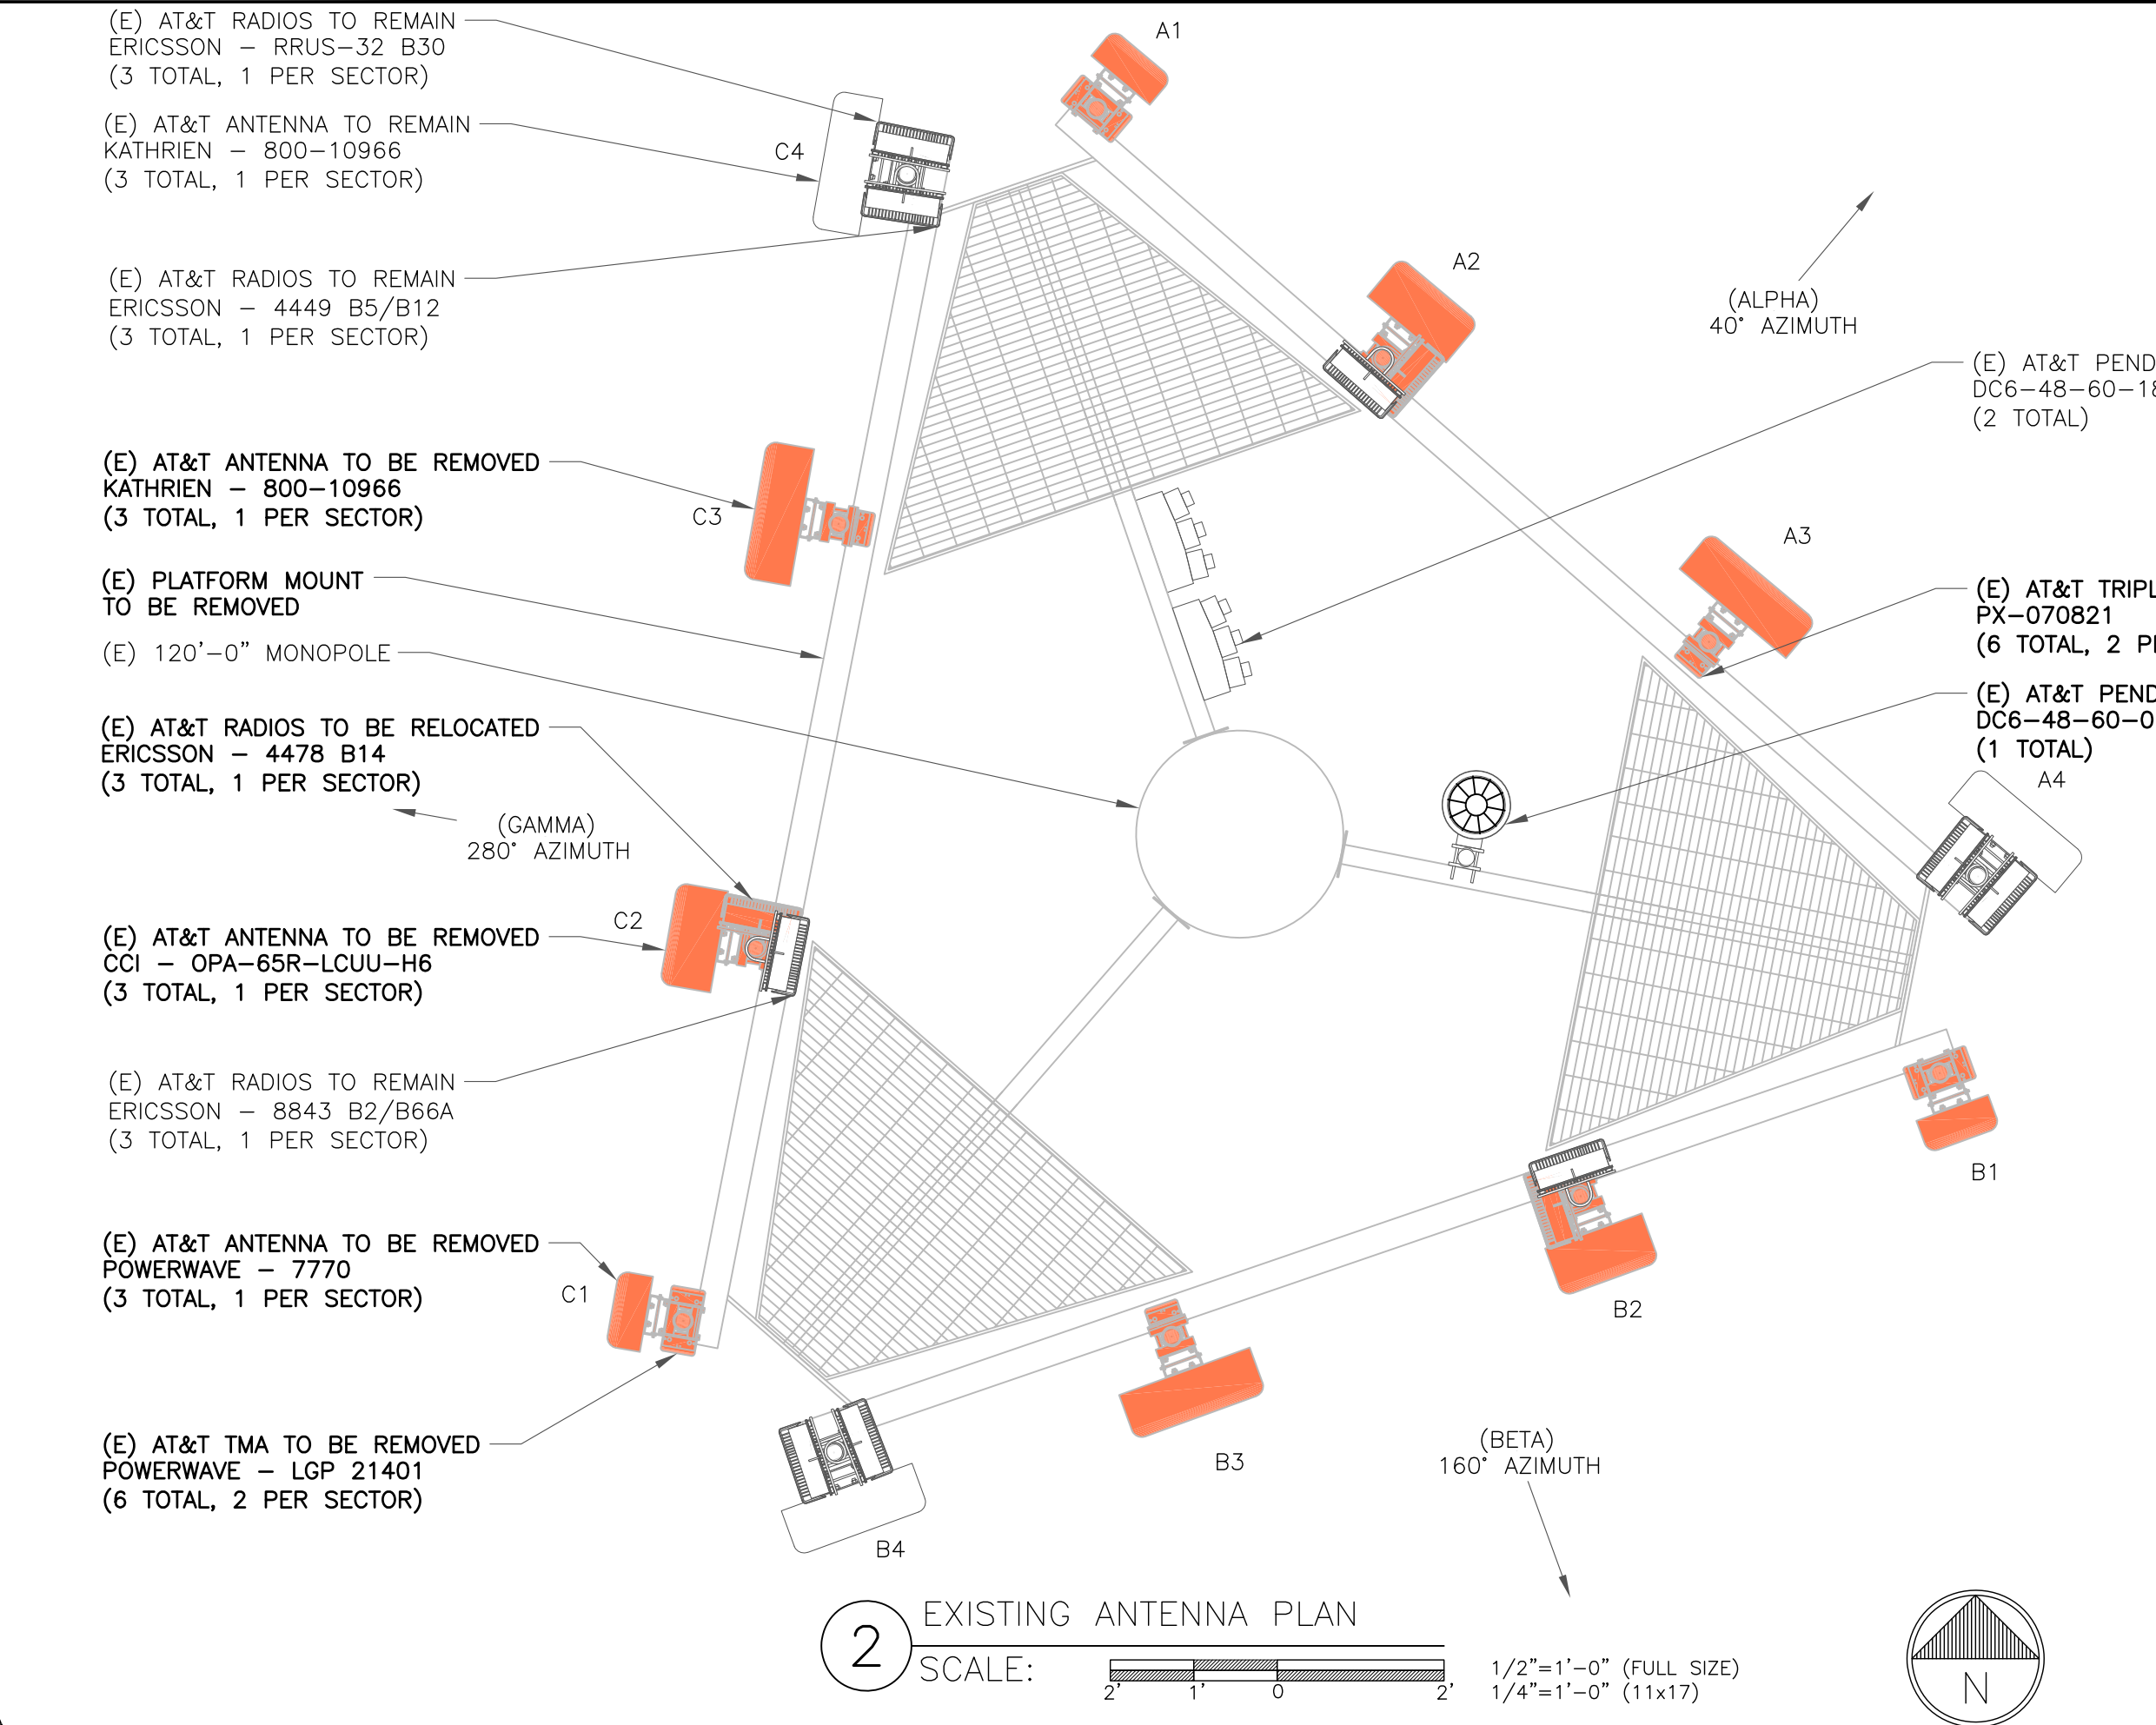 (E) AT&T RADIOS TO REMAIN
ERICSSON – RRUS–32 B30
(3 TOTAL, 1 PER SECTOR)
(E) AT&T ANTENNA TO REMAIN
KATHRIEN – 800–10966
(3 TOTAL, 1 PER SECTOR)
(E) AT&T RADIOS TO REMAIN
ERICSSON – 4449 B5/B12
(3 TOTAL, 1 PER SECTOR)
(E) AT&T ANTENNA TO BE REMOVED
KATHRIEN – 800–10966
(3 TOTAL, 1 PER SECTOR)
(E) PLATFORM MOUNT
TO BE REMOVED
(E) 120'–0" MONOPOLE
(E) AT&T RADIOS TO BE RELOCATED
ERICSSON – 4478 B14
(3 TOTAL, 1 PER SECTOR)
(GAMMA)
280° AZIMUTH
(E) AT&T ANTENNA TO BE REMOVED
CCI – OPA–65R–LCUU–H6
(3 TOTAL, 1 PER SECTOR)
(E) AT&T RADIOS TO REMAIN
ERICSSON – 8843 B2/B66A
(3 TOTAL, 1 PER SECTOR)
(E) AT&T ANTENNA TO BE REMOVED
POWERWAVE – 7770
(3 TOTAL, 1 PER SECTOR)
(E) AT&T TMA TO BE REMOVED
POWERWAVE – LGP 21401
(6 TOTAL, 2 PER SECTOR)
C4
C3
C2
C1
A1
A2
A3
A4
(ALPHA)
40° AZIMUTH
(E) AT&T PEND
DC6–48–60–18
(2 TOTAL)
(E) AT&T TRIPL
PX–070821
(6 TOTAL, 2 P
(E) AT&T PEND
DC6–48–60–0
(1 TOTAL)
B1
B2
B3
B4
(BETA)
160° AZIMUTH
2
EXISTING ANTENNA PLAN
SCALE:
2' 1' 0 2'
1/2"=1'–0" (FULL SIZE)
1/4"=1'–0" (11x17)
N